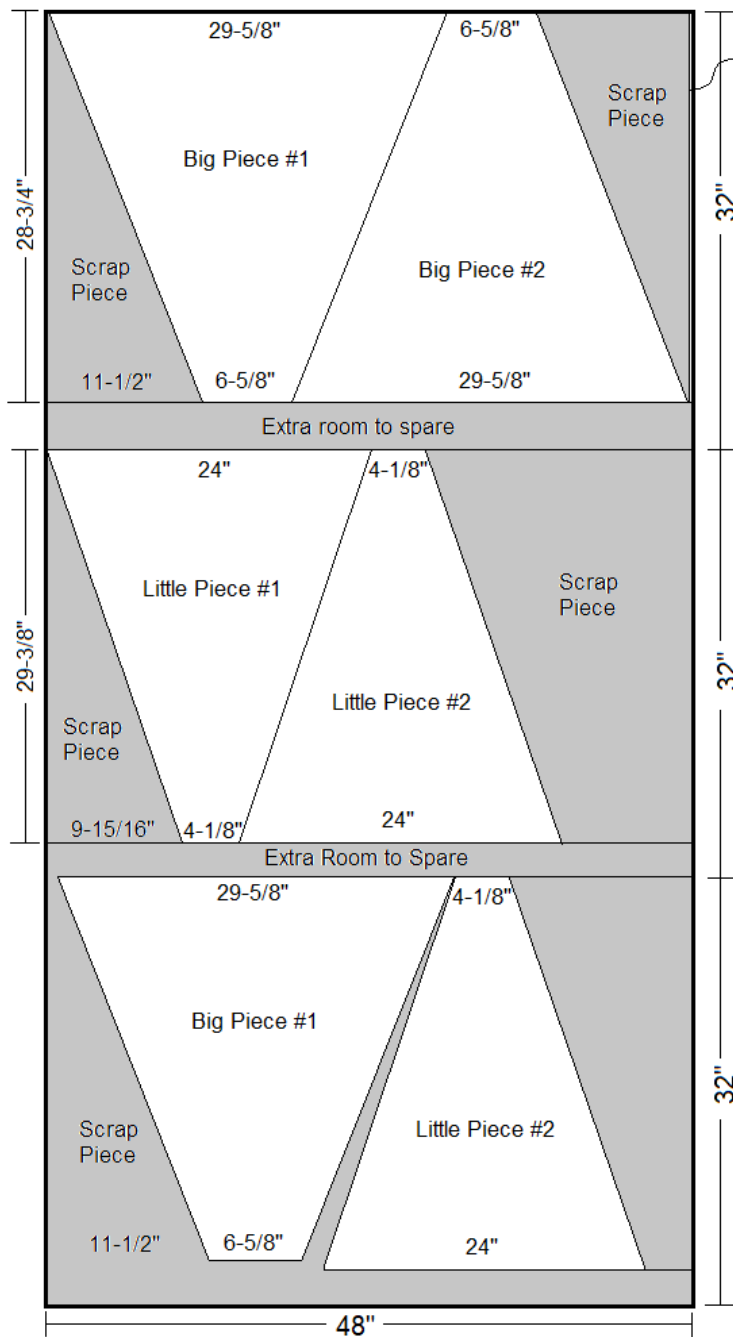 29-5/8"
6-5/8"
Scrap
Piece
Big Piece #1
28-3/4"
32"
Scrap
Piece
Big Piece #2
11-1/2"
6-5/8"
29-5/8"
Extra room to spare
24"
4-1/8"
Little Piece #1
Scrap
Piece
29-3/8"
32"
Little Piece #2
Scrap
Piece
9-15/16"
4-1/8"
24"
Extra Room to Spare
29-5/8"
4-1/8"
Big Piece #1
32"
Scrap
Piece
Little Piece #2
11-1/2"
6-5/8"
24"
48"